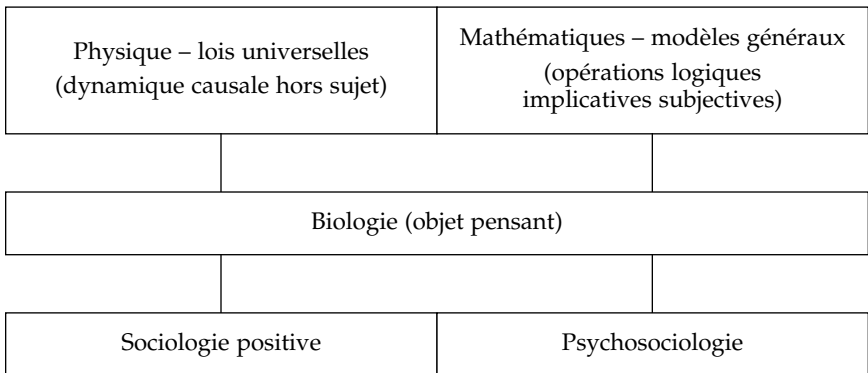 Physique – lois universelles
(dynamique causale hors sujet)
Mathématiques – modèles généraux
(opérations logiques
implicatives subjectives)
Biologie (objet pensant)
Sociologie positive
Psychosociologie